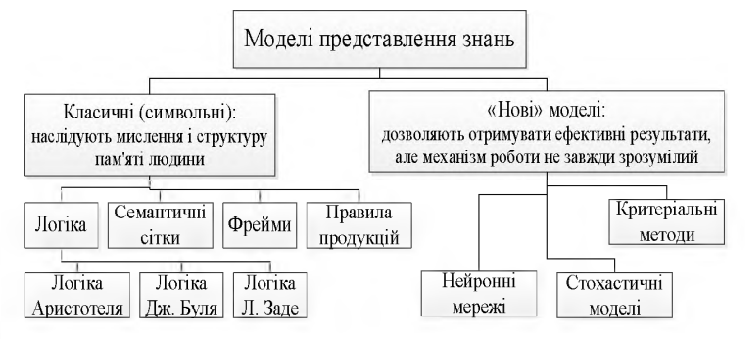 Моделі представлення знань
Класичні (символьні):
наслідують мислення і структуру
пам'яті людини
«Нові» моделі:
дозволяють отримувати ефективні результати,
але механізм роботи не завжди зрозумілий
Логіка
Семантичні
сітки
Фрейми
Правила
продукцій
Критеріальні
методи
Логіка
Аристотеля
Логіка
Дж. Буля
Логіка
Л. Заде
Нейронні
мережі
Стохастичні
моделі